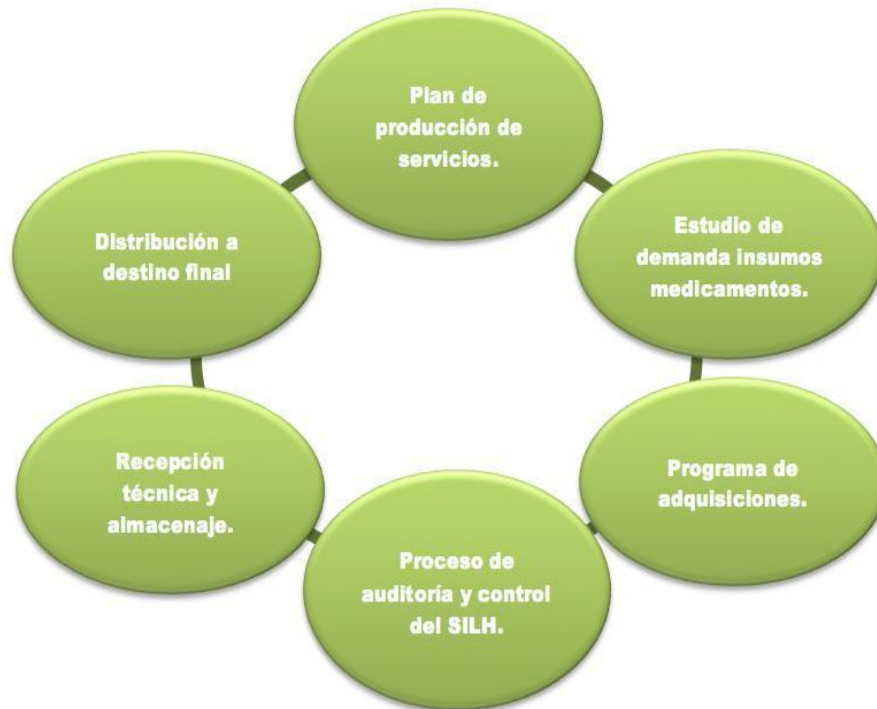 Plan de
producción de
servicios.
Estudio de
demanda insumos
medicamentos.
Programa de
adquisiciones.
Proceso de
auditoría y control
del SILH.
Recepción
técnica y
almacenaje.
Distribución a
destino final